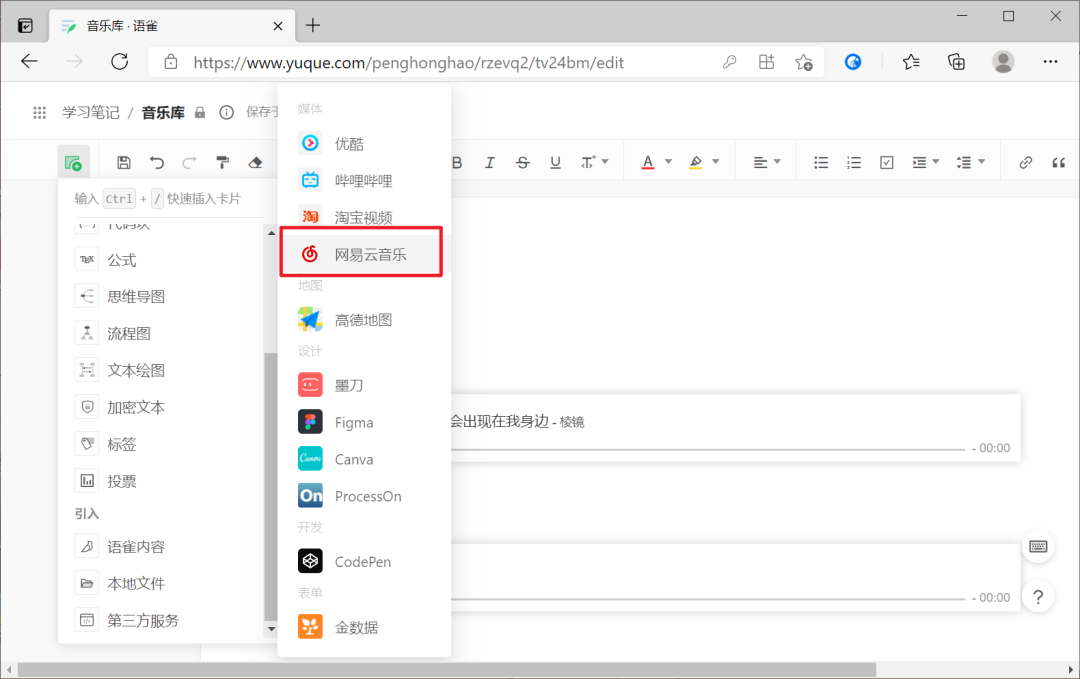 音乐库 · 语雀
https://www.yuque.com/penghonghao/rzevq2/tv24bm/edit
学习笔记 / 音乐库 保存于
B I S U T A
输入 Ctrl + / 快速插入卡片
代码块
公式
思维导图
流程图
文本绘图
加密文本
标签
投票
引入
语雀内容
本地文件
第三方服务
媒体
优酷
哔哩哔哩
淘宝视频
网易云音乐
地图
高德地图
设计
墨刀
Figma
Canva
ProcessOn
开发
CodePen
表单
金数据
会出现在我身边 - 棱镜
- 00:00
- 00:00
?